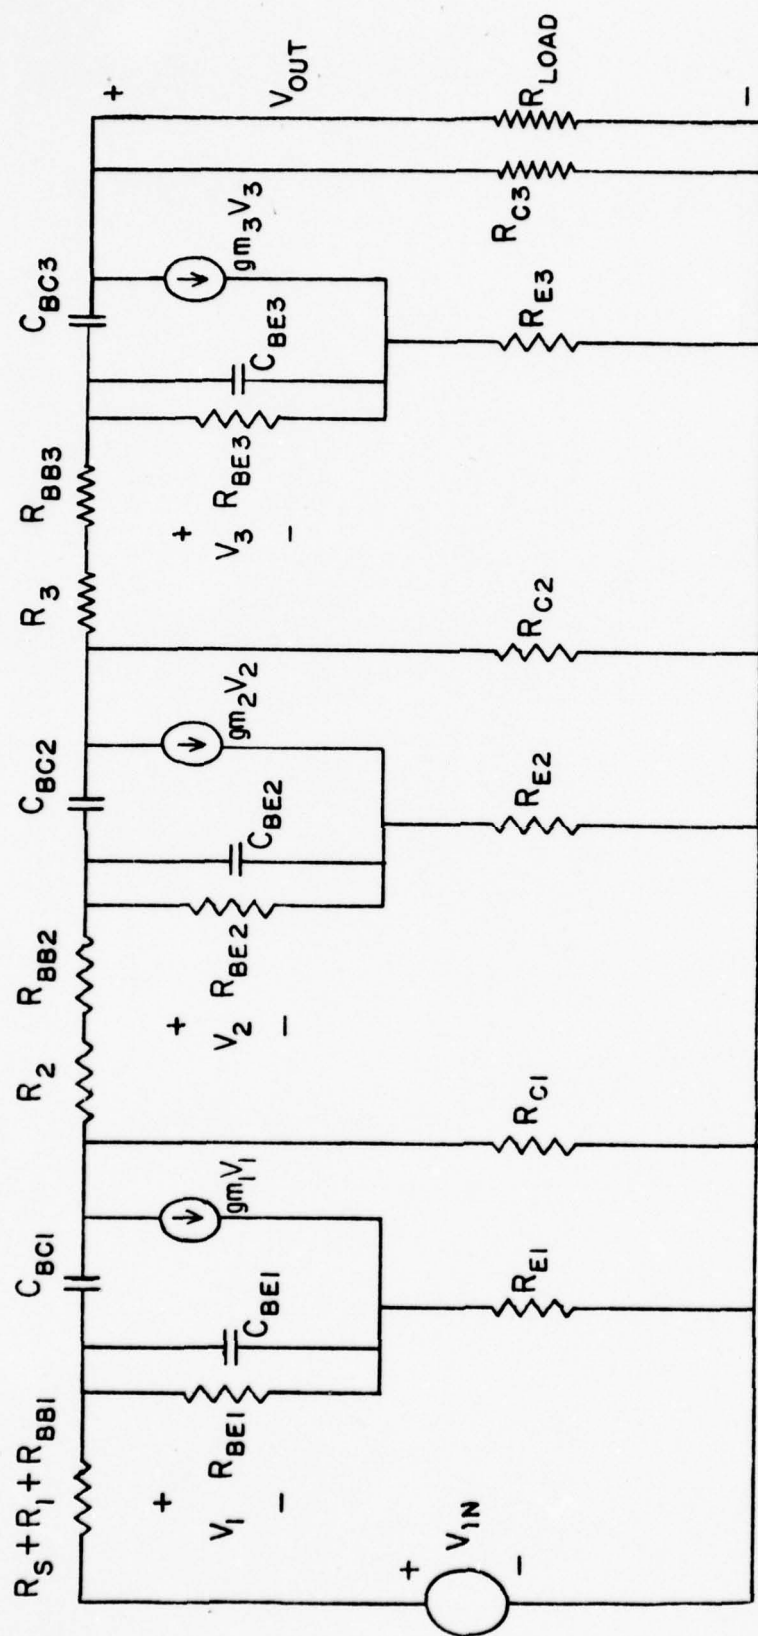 R_S+R_1+R_BB1
C_BC1
R_2
R_BB2
C_BC2
R_3
R_BB3
C_BC3
+
V_1
−
R_BE1
C_BE1
gm_1V_1
+
V_2
−
R_BE2
C_BE2
gm_2V_2
+
V_3
−
R_BE3
C_BE3
gm_3V_3
+
V_OUT
−
+
V_IN
−
R_E1
R_C1
R_E2
R_C2
R_E3
R_C3
R_LOAD